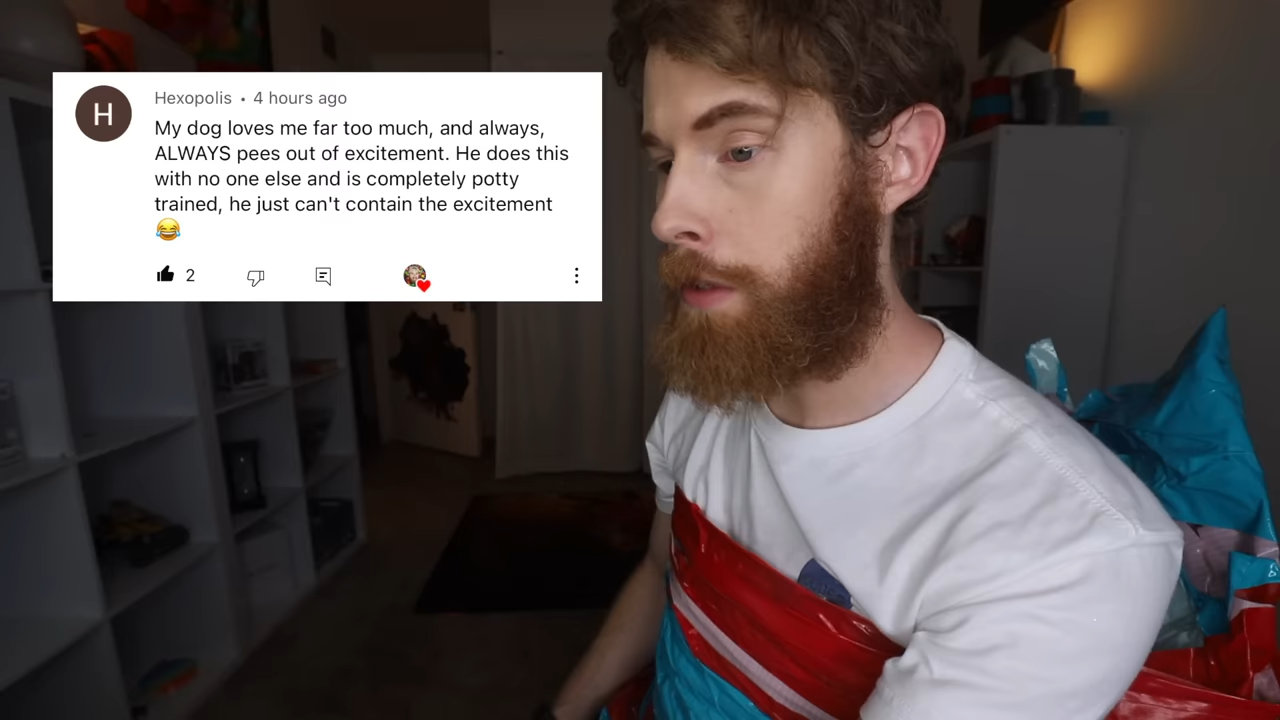 H
Hexopolis • 4 hours ago
My dog loves me far too much, and always,
ALWAYS pees out of excitement. He does this
with no one else and is completely potty
trained, he just can't contain the excitement
😂
2